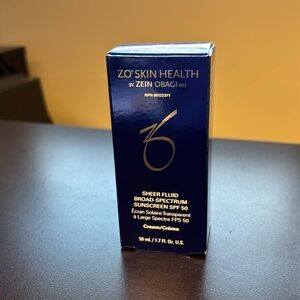 ZO® SKIN HEALTH
BY ZEIN OBAGI MD
SHEER FLUID
BROAD-SPECTRUM
SUNSCREEN SPF 50
Écran Solaire Transparent
à Large Spectre FPS 50
Cream/Crème
50 mL / 1.7 Fl. Oz. U.S.